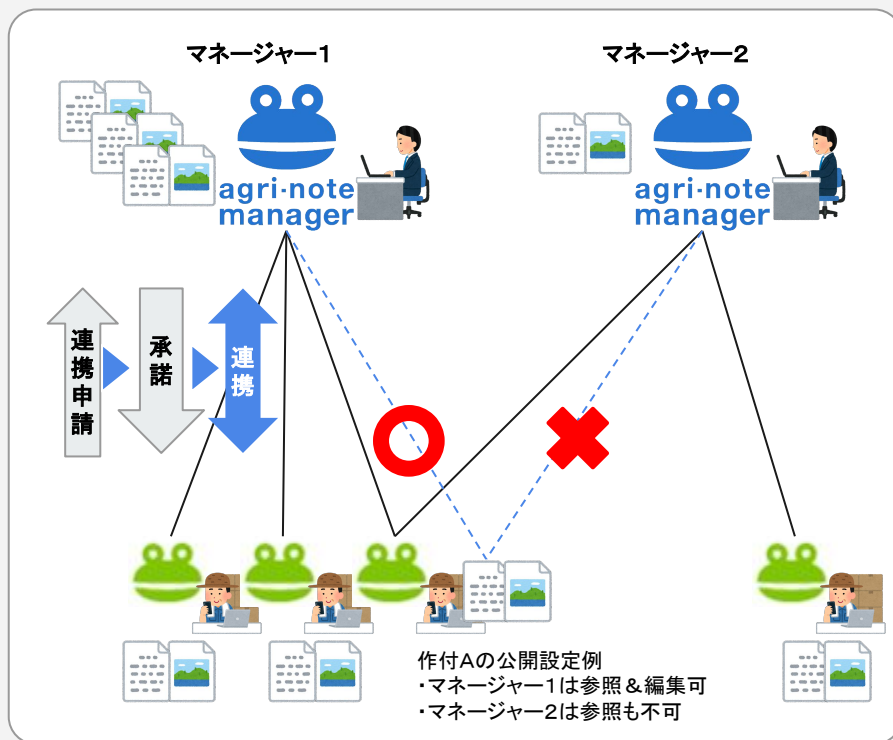 マネージャー1
マネージャー2
agri-note
manager
agri-note
manager
連携申請
承諾
連携
作付Aの公開設定例
・マネージャー1は参照&編集可
・マネージャー2は参照も不可